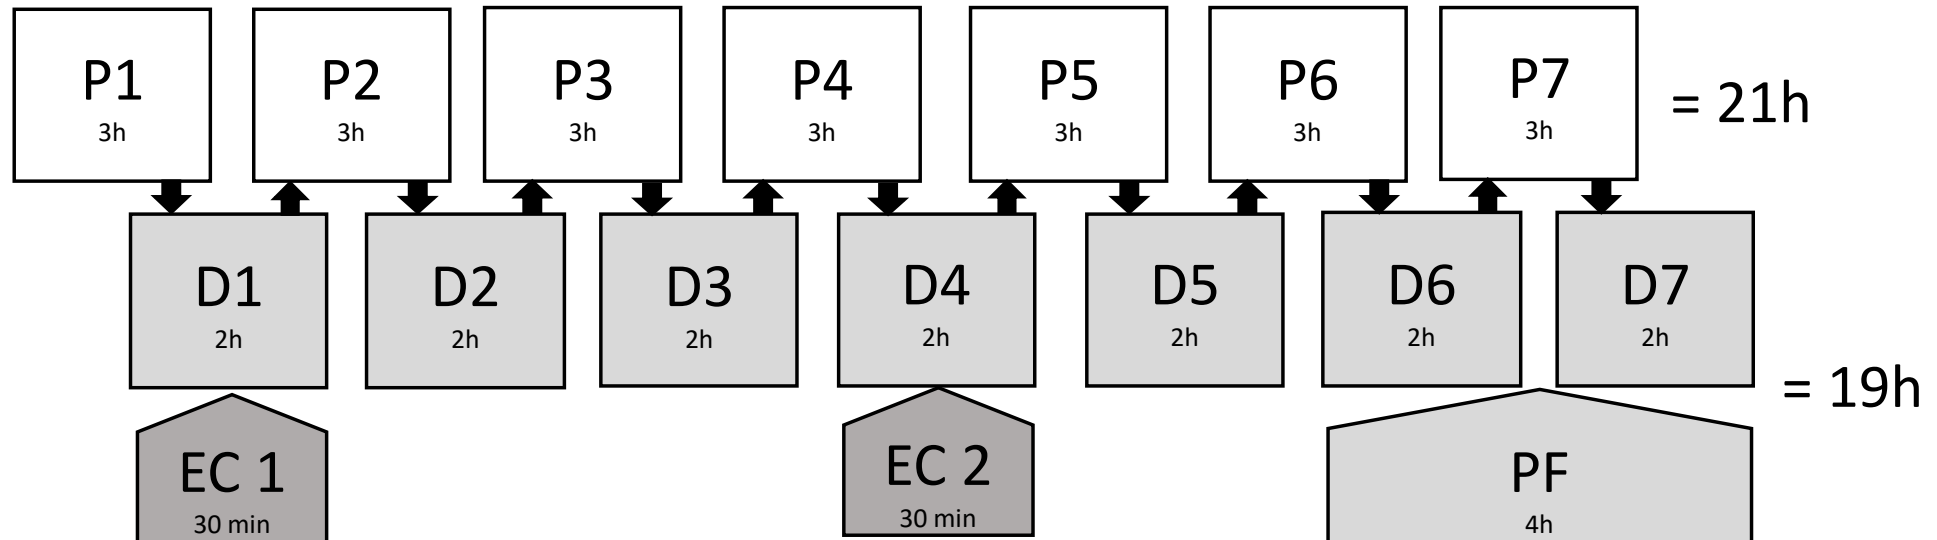 P1
3h
P2
3h
P3
3h
P4
3h
P5
3h
P6
3h
P7
3h
= 21h
D1
2h
D2
2h
D3
2h
D4
2h
D5
2h
D6
2h
D7
2h
= 19h
EC 1
30 min
EC 2
30 min
PF
4h